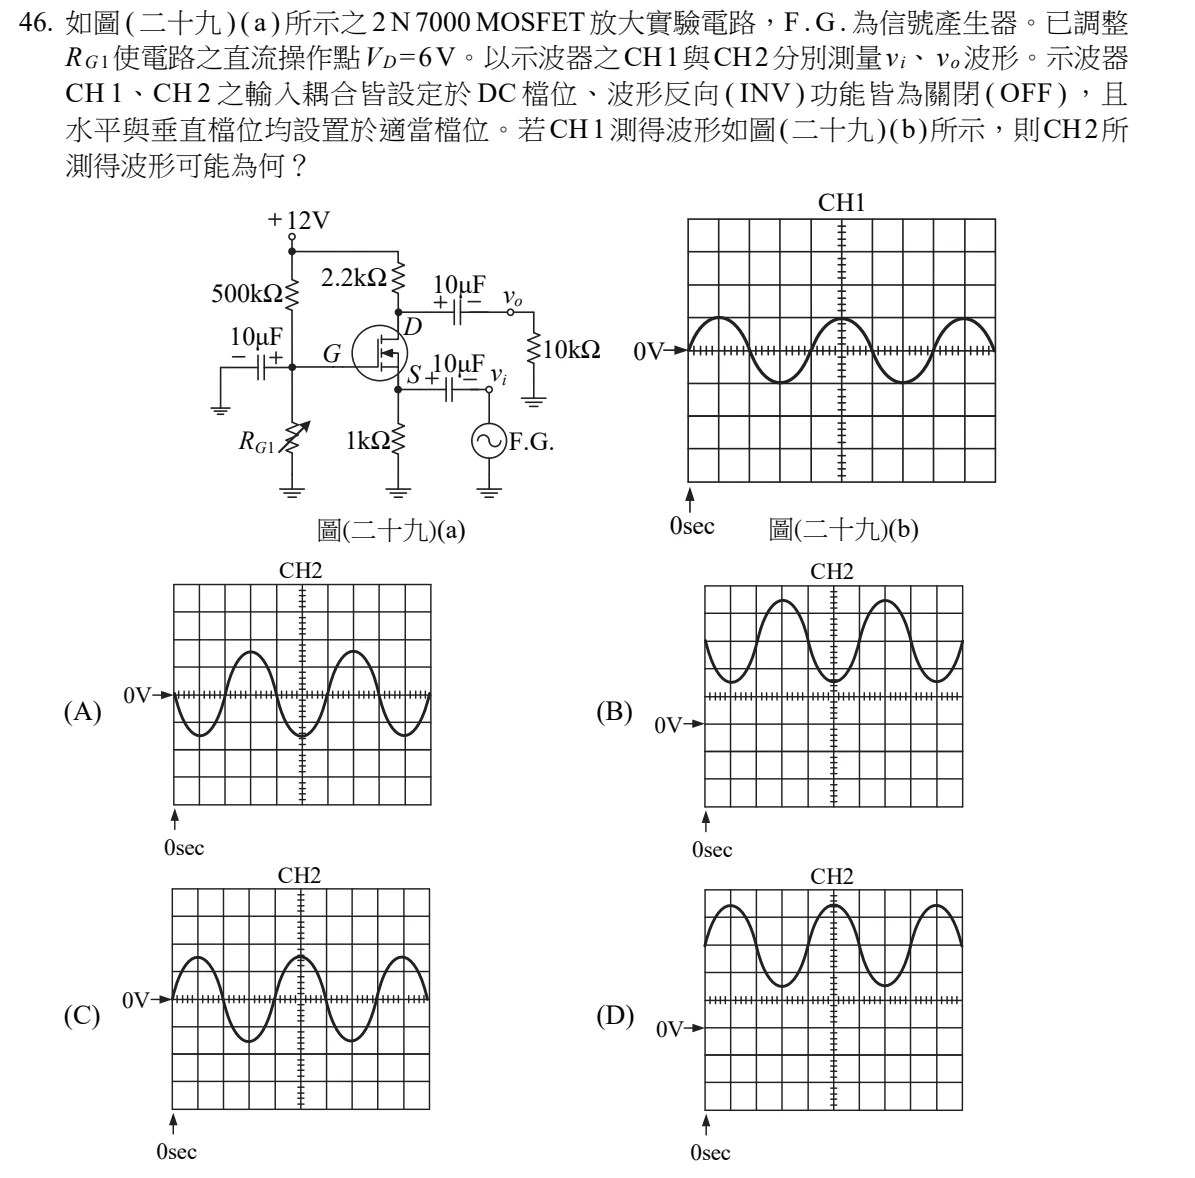 46. 如圖(二十九)(a)所示之2N7000 MOSFET放大實驗電路，F.G.為信號產生器。已調整
RG1使電路之直流操作點VD=6V。以示波器之CH1與CH2分別測量vi、vo波形。示波器
CH1、CH2之輸入耦合皆設定於DC檔位、波形反向(INV)功能皆為關閉(OFF)，且
水平與垂直檔位均設置於適當檔位。若CH1測得波形如圖(二十九)(b)所示，則CH2所
測得波形可能為何？
+12V
500kΩ
2.2kΩ
10μF
+
−
vo
D
10μF
−
+
G
10kΩ
S
+
10μF
−
vi
RG1
1kΩ
F.G.
圖(二十九)(a)
CH1
0V
0sec
圖(二十九)(b)
(A)
CH2
0V
0sec
(B)
CH2
0V
0sec
(C)
CH2
0V
0sec
(D)
CH2
0V
0sec